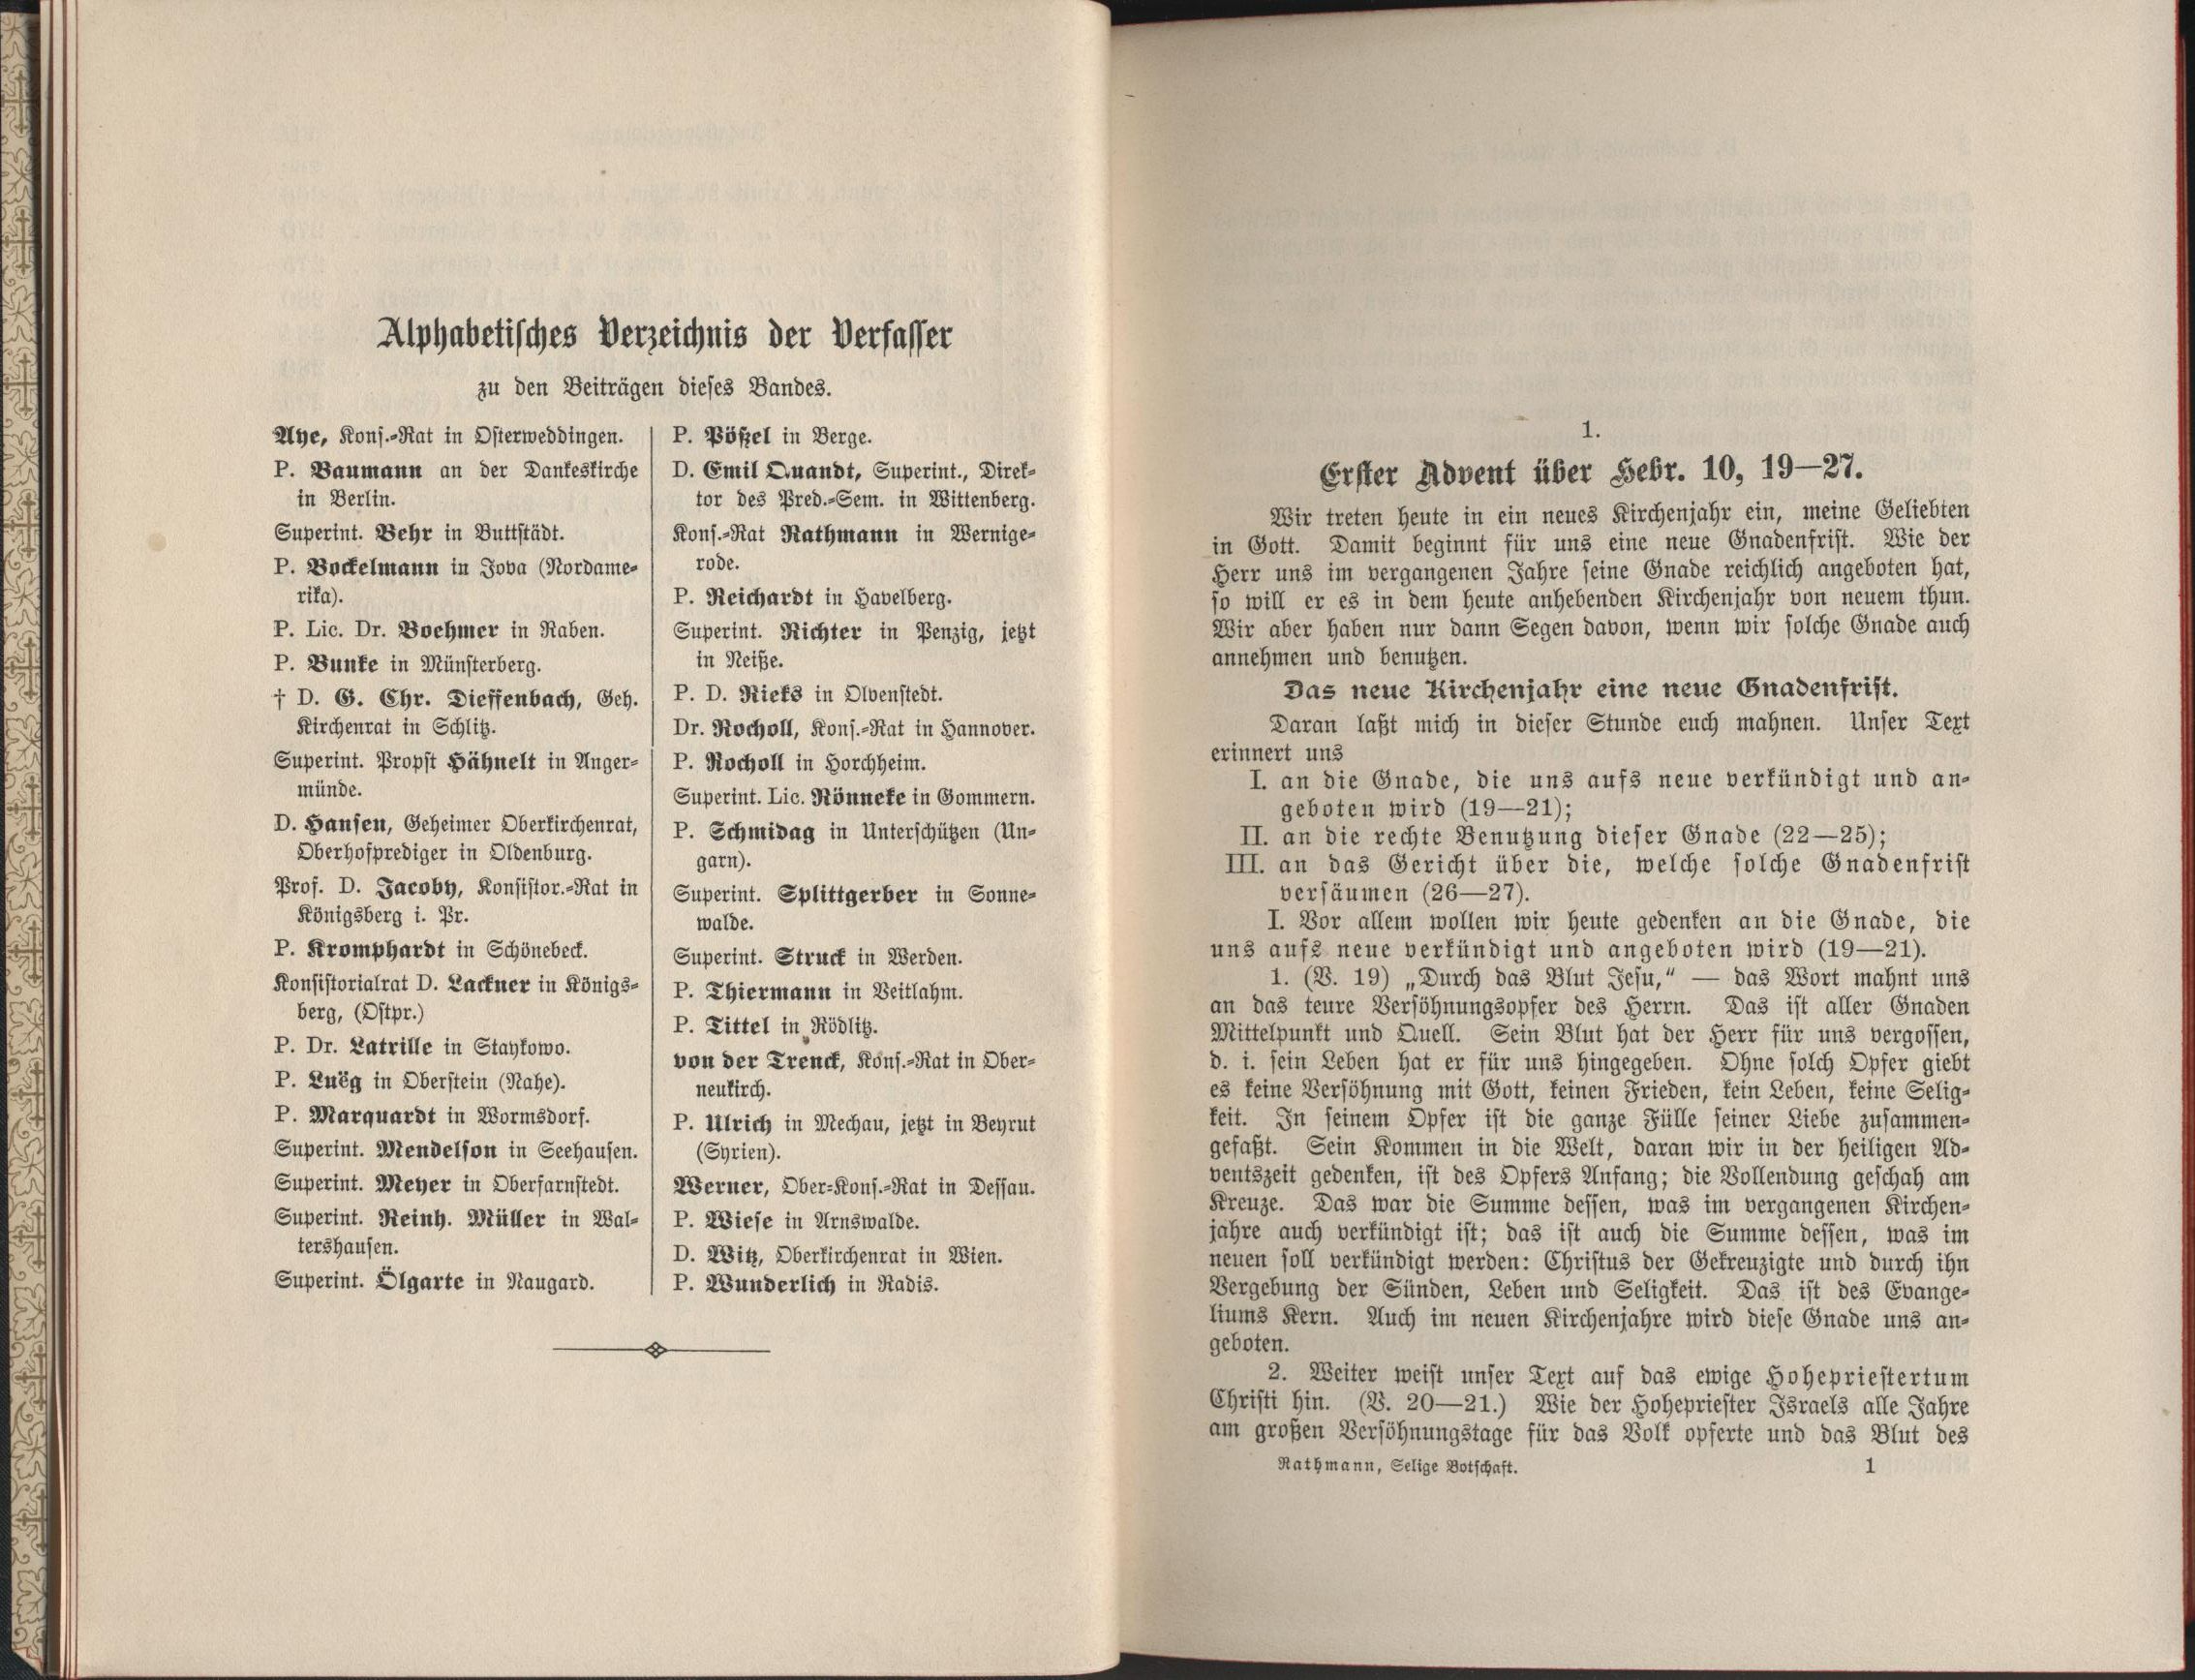 Alphabetisches Verzeichnis der Verfasser
zu den Beiträgen dieses Bandes.
Aye, Kons.-Rat in Osterweddingen.
P. Baumann an der Dankeskirche
in Berlin.
Superint. Behr in Buttstädt.
P. Bockelmann in Iova (Nordame-
rika).
P. Lic. Dr. Boehmer in Raben.
P. Bunke in Münsterberg.
† D. G. Chr. Dieffenbach, Geh.
Kirchenrat in Schlitz.
Superint. Propst Hähnelt in Anger-
münde.
D. Hansen, Geheimer Oberkirchenrat,
Oberhofprediger in Oldenburg.
Prof. D. Jacoby, Konsistor.-Rat in
Königsberg i. Pr.
P. Kromphardt in Schönebeck.
Konsistorialrat D. Lackner in Königs-
berg, (Ostpr.)
P. Dr. Latrille in Staykowo.
P. Luëg in Oberstein (Nahe).
P. Marquardt in Wormsdorf.
Superint. Mendelson in Seehausen.
Superint. Meyer in Oberfarnstedt.
Superint. Reinh. Müller in Wal-
tershausen.
Superint. Ölgarte in Naugard.
P. Pößel in Berge.
D. Emil Quandt, Superint., Direk-
tor des Pred.-Sem. in Wittenberg.
Kons.-Rat Rathmann in Wernige-
rode.
P. Reichardt in Havelberg.
Superint. Richter in Penzig, jetzt
in Neiße.
P. D. Rieks in Olvenstedt.
Dr. Rocholl, Kons.-Rat in Hannover.
P. Rocholl in Horchheim.
Superint. Lic. Rönneke in Gommern.
P. Schmidag in Unterschützen (Un-
garn).
Superint. Splittgerber in Sonne-
walde.
Superint. Struck in Werden.
P. Thiermann in Veitlahm.
P. Tittel in Rödlitz.
von der Trenck, Kons.-Rat in Ober-
neukirch.
P. Ulrich in Mechau, jetzt in Beyrut
(Syrien).
Werner, Ober-Kons.-Rat in Dessau.
P. Wiese in Arnswalde.
D. Witz, Oberkirchenrat in Wien.
P. Wunderlich in Radis.
1.
Erster Advent über Hebr. 10, 19—27.
Wir treten heute in ein neues Kirchenjahr ein, meine Geliebten
in Gott. Damit beginnt für uns eine neue Gnadenfrist. Wie der
Herr uns im vergangenen Jahre seine Gnade reichlich angeboten hat,
so will er es in dem heute anhebenden Kirchenjahr von neuem thun.
Wir aber haben nur dann Segen davon, wenn wir solche Gnade auch
annehmen und benutzen.
Das neue Kirchenjahr eine neue Gnadenfrist.
Daran laßt mich in dieser Stunde euch mahnen. Unser Text
erinnert uns
I. an die Gnade, die uns aufs neue verkündigt und an-
geboten wird (19—21);
II. an die rechte Benutzung dieser Gnade (22—25);
III. an das Gericht über die, welche solche Gnadenfrist
versäumen (26—27).
I. Vor allem wollen wir heute gedenken an die Gnade, die
uns aufs neue verkündigt und angeboten wird (19—21).
1. (V. 19) „Durch das Blut Jesu,“ — das Wort mahnt uns
an das teure Versöhnungsopfer des Herrn. Das ist aller Gnaden
Mittelpunkt und Quell. Sein Blut hat der Herr für uns vergossen,
d. i. sein Leben hat er für uns hingegeben. Ohne solch Opfer giebt
es keine Versöhnung mit Gott, keinen Frieden, kein Leben, keine Selig-
keit. In seinem Opfer ist die ganze Fülle seiner Liebe zusammen-
gefaßt. Sein Kommen in die Welt, daran wir in der heiligen Ad-
ventszeit gedenken, ist des Opfers Anfang; die Vollendung geschah am
Kreuze. Das war die Summe dessen, was im vergangenen Kirchen-
jahre auch verkündigt ist; das ist auch die Summe dessen, was im
neuen soll verkündigt werden: Christus der Gekreuzigte und durch ihn
Vergebung der Sünden, Leben und Seligkeit. Das ist des Evange-
liums Kern. Auch im neuen Kirchenjahre wird diese Gnade uns an-
geboten.
2. Weiter weist unser Text auf das ewige Hohepriestertum
Christi hin. (V. 20—21.) Wie der Hohepriester Israels alle Jahre
am großen Versöhnungstage für das Volk opferte und das Blut des
Rathmann, Selige Botschaft. 1